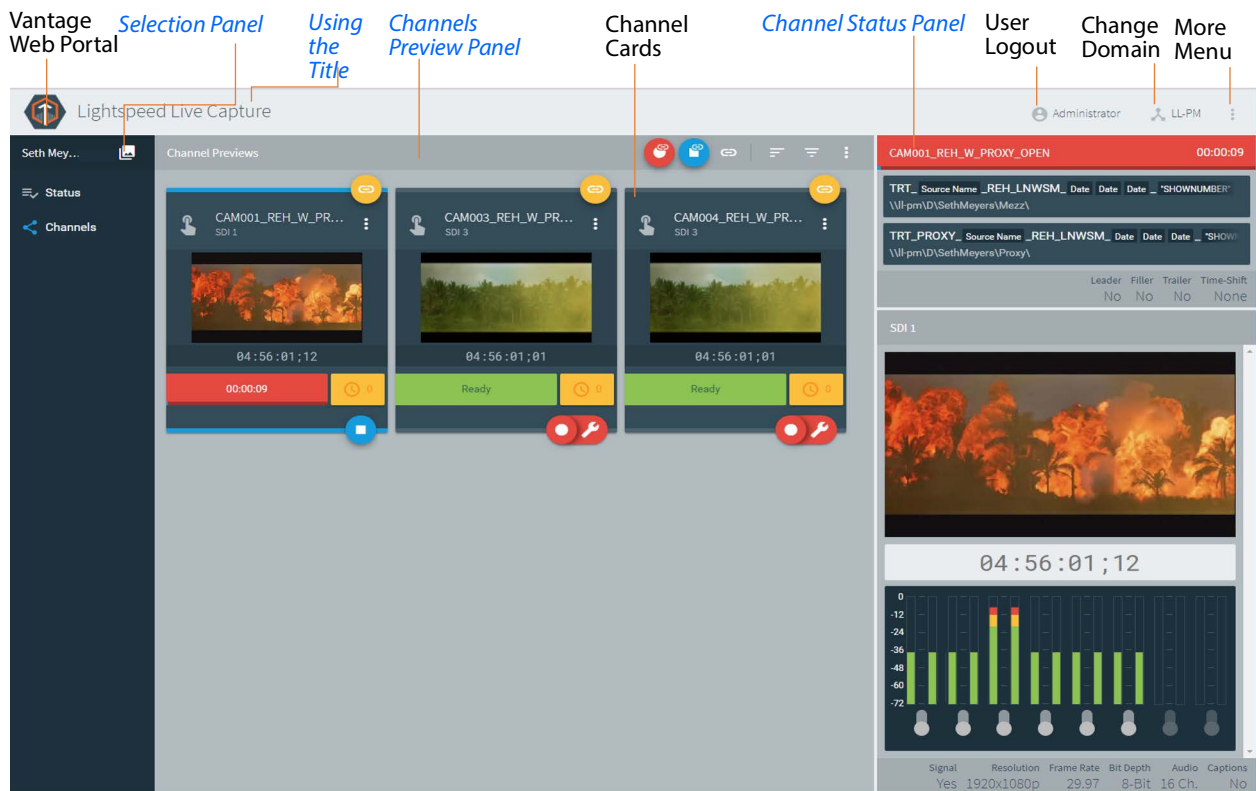 Vantage
Web Portal
Selection Panel
Using
the
Title
Channels
Preview Panel
Channel
Cards
Channel Status Panel
User
Logout
Change
Domain
More
Menu
Lightspeed Live Capture
Administrator
LL-PM
Seth Mey...
Status
Channels
Channel Previews
CAM001_REH_W_PR...
SDI 1
04:56:01;12
00:00:09
0
CAM003_REH_W_PR...
SDI 3
04:56:01;01
Ready
0
CAM004_REH_W_PR...
SDI 3
04:56:01;01
Ready
0
CAM001_REH_W_PROXY_OPEN 00:00:09
TRT_ Source Name _REH_LNWSM_ Date Date Date _ "SHOWNUMBER"
\\ll-pm\D\SethMeyers\Mezz\
TRT_PROXY_ Source Name _REH_LNWSM_ Date Date Date _ "SHOW
\\ll-pm\D\SethMeyers\Proxy\
Leader Filler Trailer Time-Shift
No No No None
SDI 1
04:56:01;12
0
-12
-24
-36
-48
-60
-72
Signal Resolution Frame Rate Bit Depth Audio Captions
Yes 1920x1080p 29.97 8-Bit 16 Ch. No